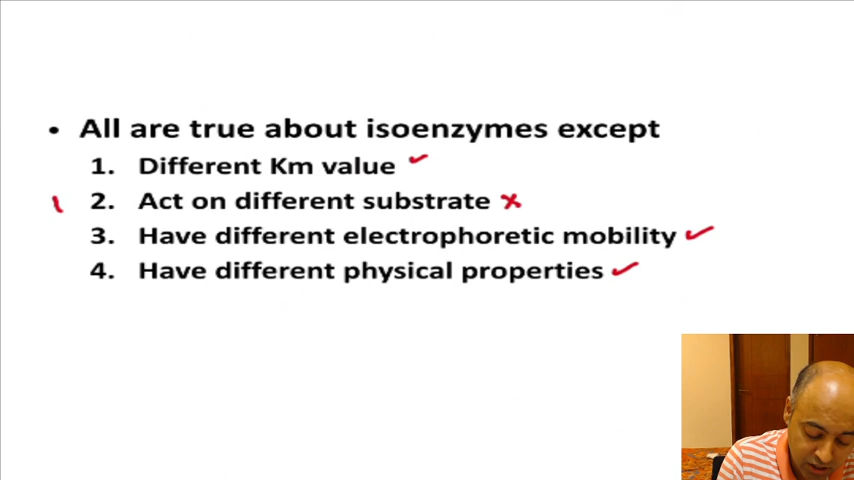 • All are true about isoenzymes except
1. Different Km value ✓
2. Act on different substrate ✗
3. Have different electrophoretic mobility ✓
4. Have different physical properties ✓